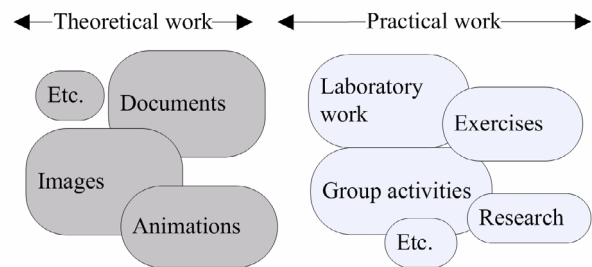 Theoretical work
Practical work
Etc.
Documents
Images
Animations
Laboratory
work
Exercises
Group activities
Research
Etc.